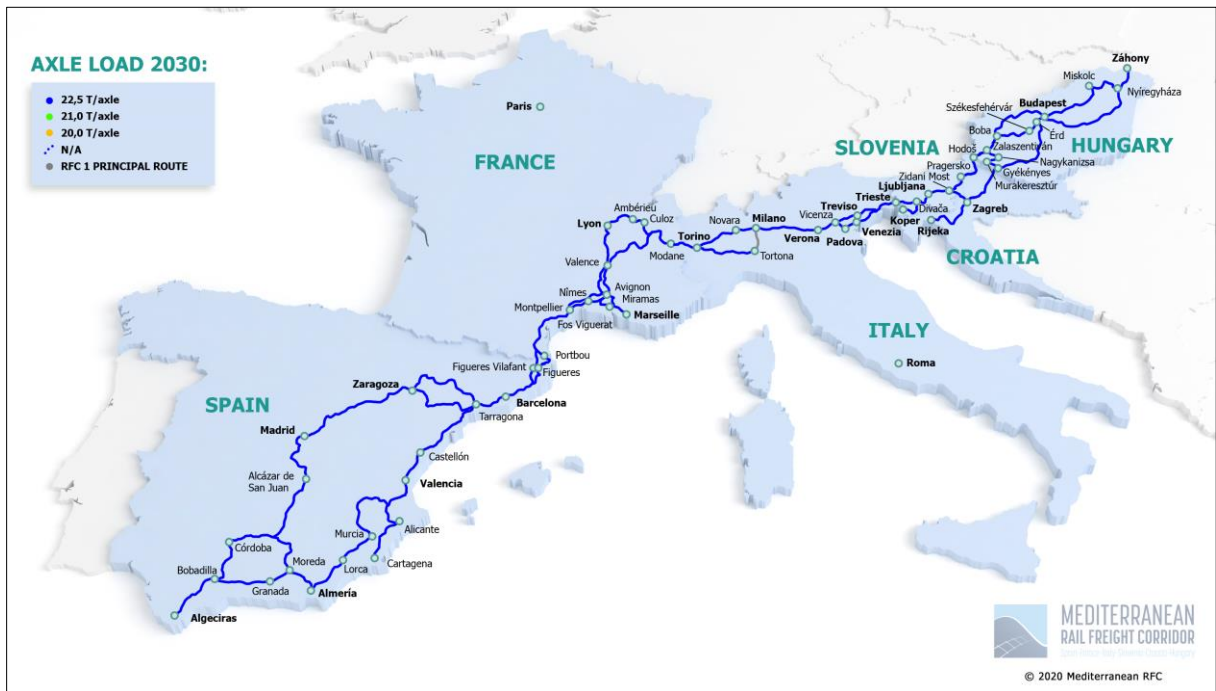 AXLE LOAD 2030:
22,5 T/axle
21,0 T/axle
20,0 T/axle
N/A
RFC 1 PRINCIPAL ROUTE
Záhony
Miskolc
Nyíregyháza
Székesfehérvár
Budapest
Paris
Boba
Érd
SLOVENIA
HUNGARY
FRANCE
Hodoš
Zalaszentiván
Nagykanizsa
Pragersko
Gyékényes
Zidani Most
Murakeresztúr
Ljubljana
Trieste
Ambérieu
Treviso
Divača
Zagreb
Culoz
Novara
Milano
Vicenza
Koper
Lyon
Torino
Verona
Venezia
Rijeka
Padova
Modane
Tortona
CROATIA
Valence
Avignon
Nîmes
Miramas
Montpellier
Marseille
Fos Viguerat
ITALY
Portbou
Roma
Figueres Vilafant
Figueres
Zaragoza
Barcelona
SPAIN
Tarragona
Madrid
Castellón
Alcázar de
San Juan
Valencia
Alicante
Murcia
Córdoba
Moreda
Lorca
Cartagena
Bobadilla
Granada
Almería
Algeciras
MEDITERRANEAN
RAIL FREIGHT CORRIDOR
© 2020 Mediterranean RFC